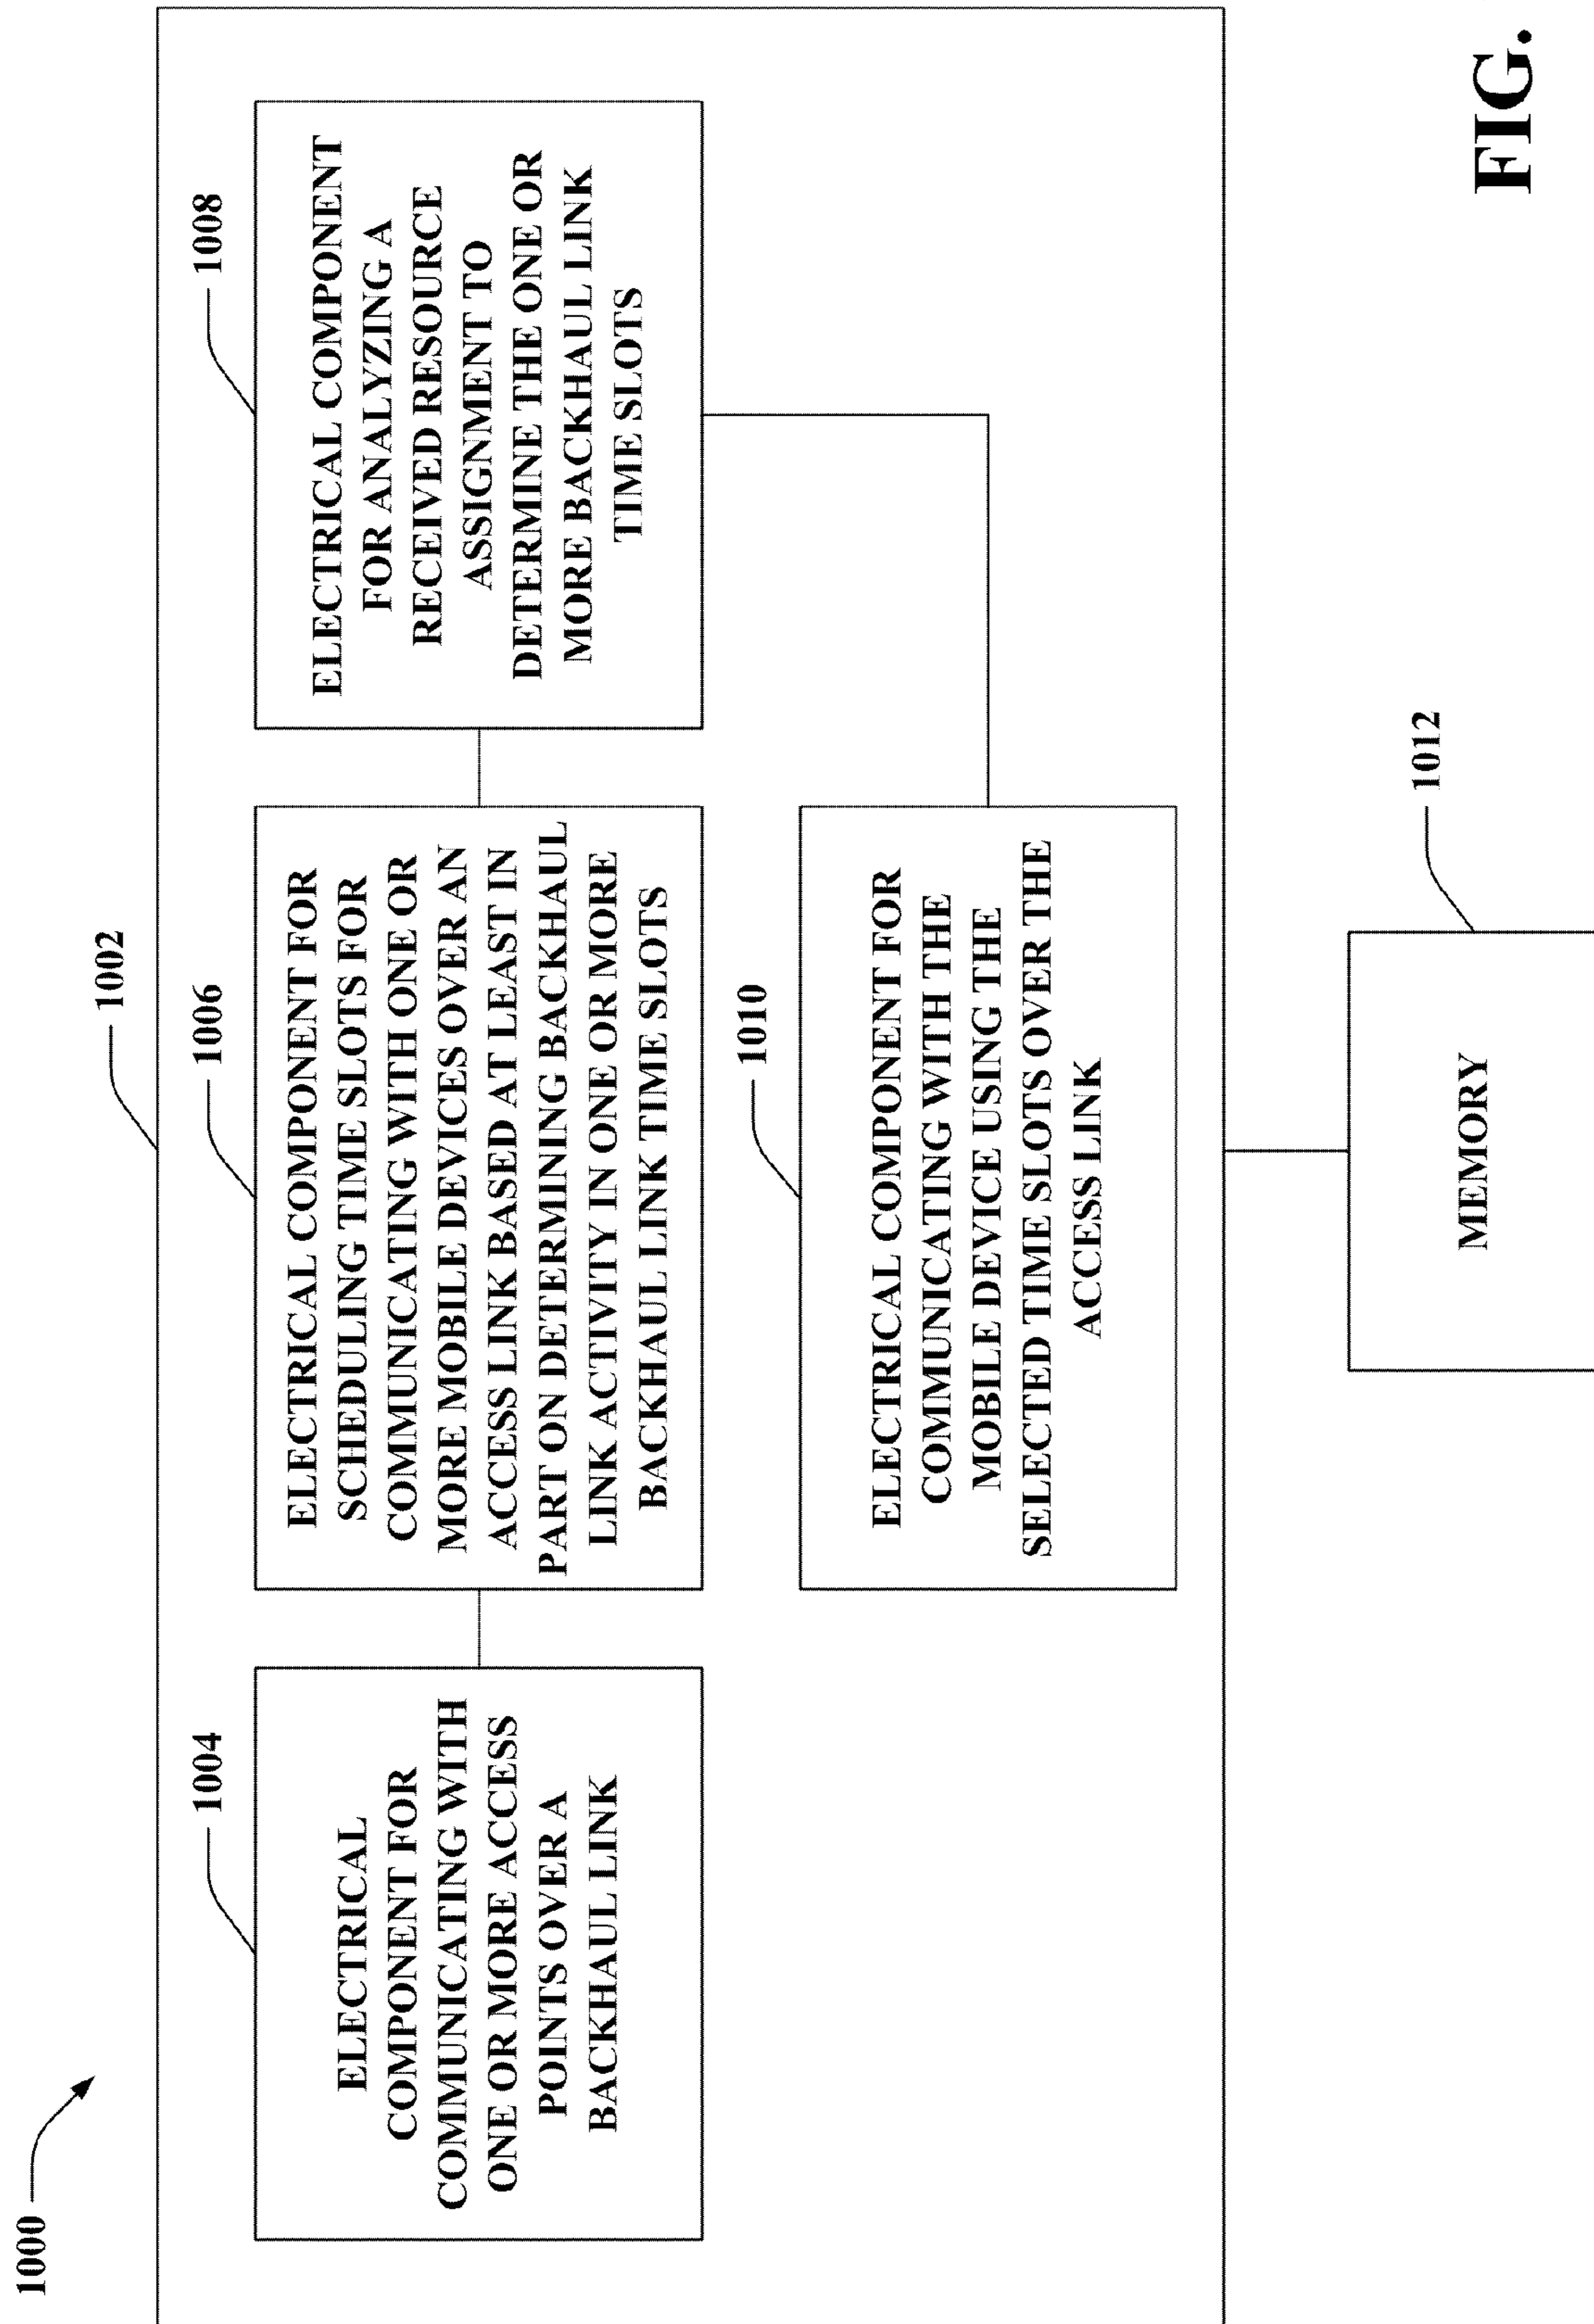 1000
1002
1004
ELECTRICAL
COMPONENT FOR
COMMUNICATING WITH
ONE OR MORE ACCESS
POINTS OVER A
BACKHAUL LINK
1006
ELECTRICAL COMPONENT FOR
SCHEDULING TIME SLOTS FOR
COMMUNICATING WITH ONE OR
MORE MOBILE DEVICES OVER AN
ACCESS LINK BASED AT LEAST IN
PART ON DETERMINING BACKHAUL
LINK ACTIVITY IN ONE OR MORE
BACKHAUL LINK TIME SLOTS
1008
ELECTRICAL COMPONENT
FOR ANALYZING A
RECEIVED RESOURCE
ASSIGNMENT TO
DETERMINE THE ONE OR
MORE BACKHAUL LINK
TIME SLOTS
1010
ELECTRICAL COMPONENT FOR
COMMUNICATING WITH THE
MOBILE DEVICE USING THE
SELECTED TIME SLOTS OVER THE
ACCESS LINK
1012
MEMORY
FIG.